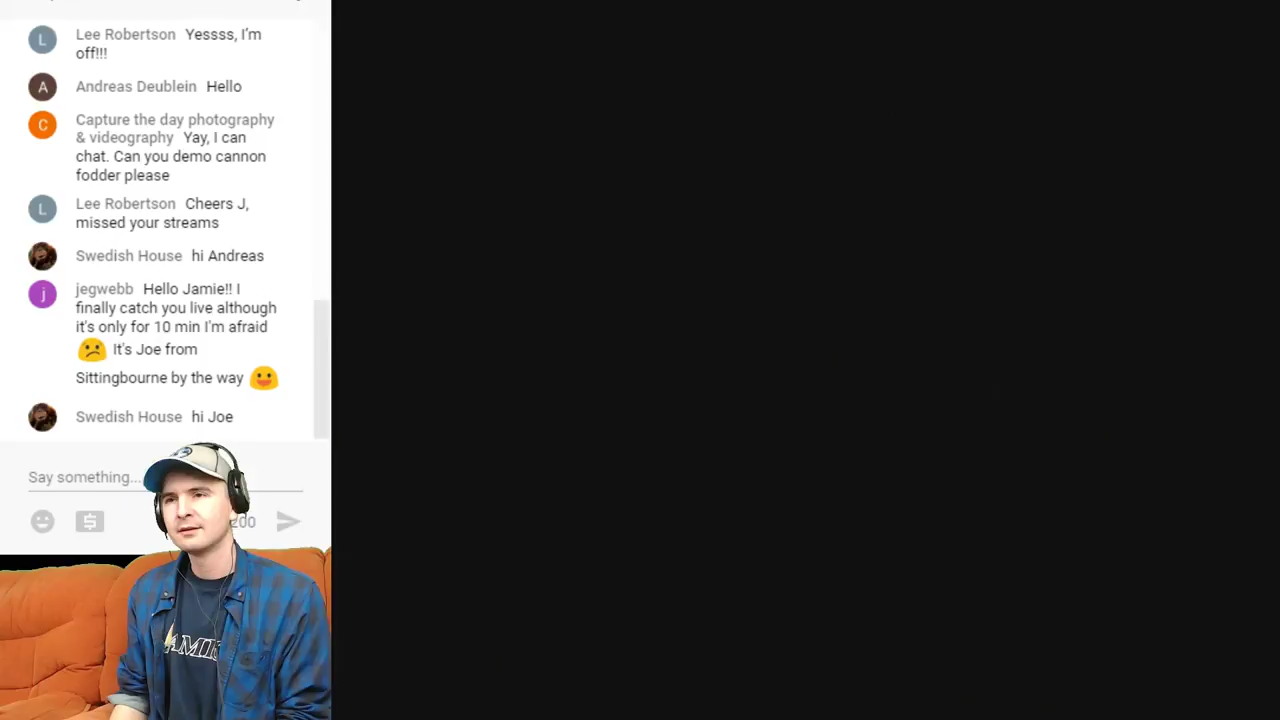 Lee Robertson Yessss, I'm
off!!!
Andreas Deublein Hello
Capture the day photography
& videography Yay, I can
chat. Can you demo cannon
fodder please
Lee Robertson Cheers J,
missed your streams
Swedish House hi Andreas
jegwebb Hello Jamie!! I
finally catch you live although
it's only for 10 min I'm afraid
It's Joe from
Sittingbourne by the way
Swedish House hi Joe
Say something...
200